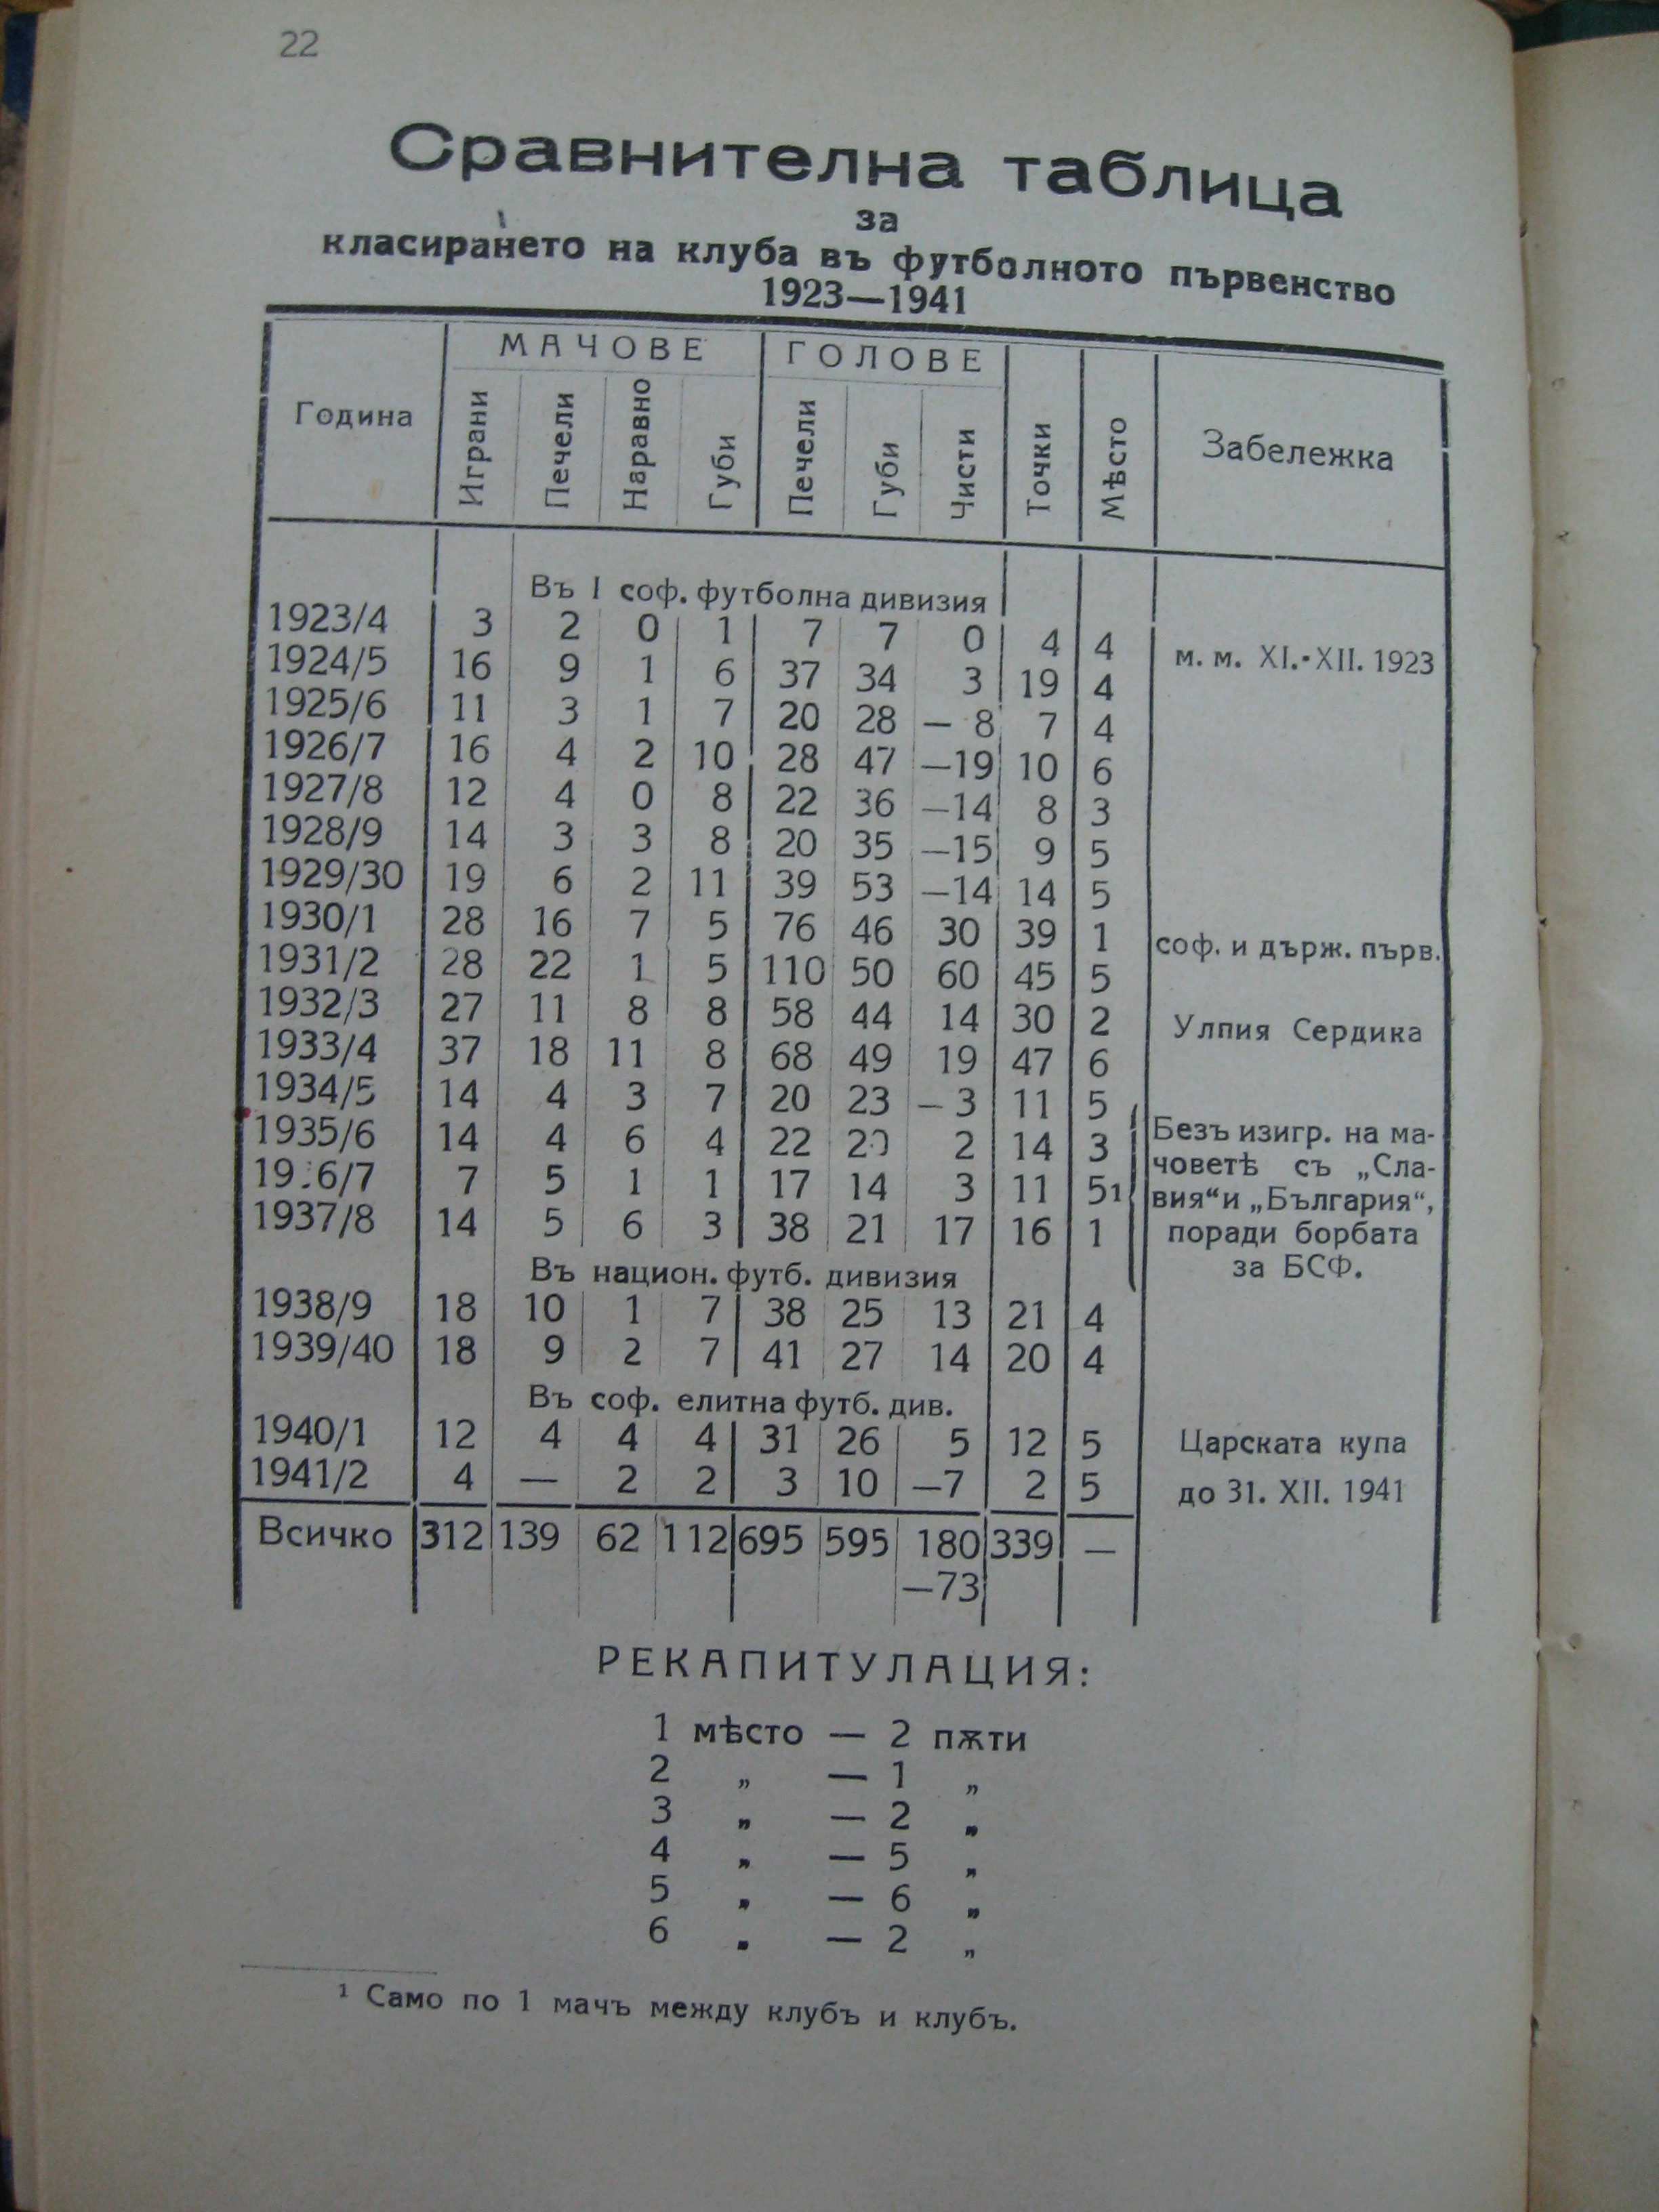 22
Сравнителна таблица
за
класирането на клуба въ футболното първенство
1923—1941
Година МАЧОВЕ ГОЛОВЕ Точки Мѣсто Забележка
Играни Печели Наравно Губи Печели Губи Чисти
Въ I соф. футболна дивизия
1923/4 3 2 0 1 7 7 0 4 4 м. м. XI.-XII. 1923
1924/5 16 9 1 6 37 34 3 19 4
1925/6 11 3 1 7 20 28 — 8 7 4
1926/7 16 4 2 10 28 47 —19 10 6
1927/8 12 4 0 8 22 36 —14 8 3
1928/9 14 3 3 8 20 35 —15 9 5
1929/30 19 6 2 11 39 53 —14 14 5
1930/1 28 16 7 5 76 46 30 39 1 соф. и държ. първ.
1931/2 28 22 1 5 110 50 60 45 5
1932/3 27 11 8 8 58 44 14 30 2 Улпия Сердика
1933/4 37 18 11 8 68 49 19 47 6
1934/5 14 4 3 7 20 23 — 3 11 5
1935/6 14 4 6 4 22 20 2 14 3 Безъ изигр. на ма-
човетѣ съ „Сла-
1936/7 7 5 1 1 17 14 3 11 5¹ вия“ и „България“,
1937/8 14 5 6 3 38 21 17 16 1 поради борбата
за БСФ.
Въ национ. футб. дивизия
1938/9 18 10 1 7 38 25 13 21 4
1939/40 18 9 2 7 41 27 14 20 4
Въ соф. елитна футб. див.
1940/1 12 4 4 4 31 26 5 12 5 Царската купа
1941/2 4 — 2 2 3 10 —7 2 5 до 31. XII. 1941
Всичко 312 139 62 112 695 595 180 339 —
—73
РЕКАПИТУЛАЦИЯ:
1 мѣсто — 2 пѫти
2 „ — 1 „
3 „ — 2 „
4 „ — 5 „
5 „ — 6 „
6 „ — 2 „
¹ Само по 1 мачъ между клубъ и клубъ.